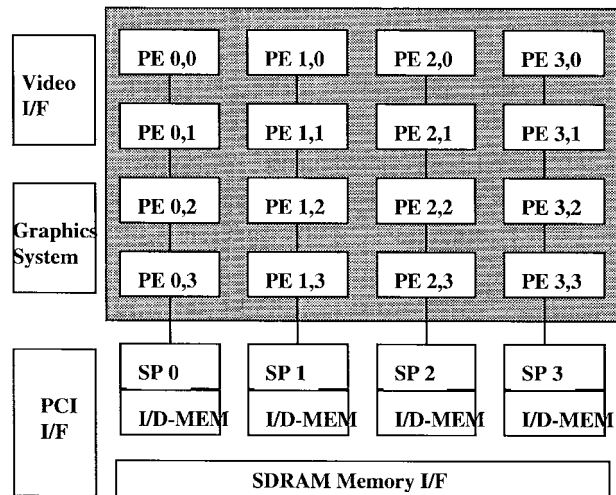 PE 0,0 PE 1,0 PE 2,0 PE 3,0
Video
I/F
PE 0,1 PE 1,1 PE 2,1 PE 3,1
PE 0,2 PE 1,2 PE 2,2 PE 3,2
Graphics
System
PE 0,3 PE 1,3 PE 2,3 PE 3,3
SP 0 SP 1 SP 2 SP 3
PCI
I/F
I/D-MEM I/D-MEM I/D-MEM I/D-MEM
SDRAM Memory I/F